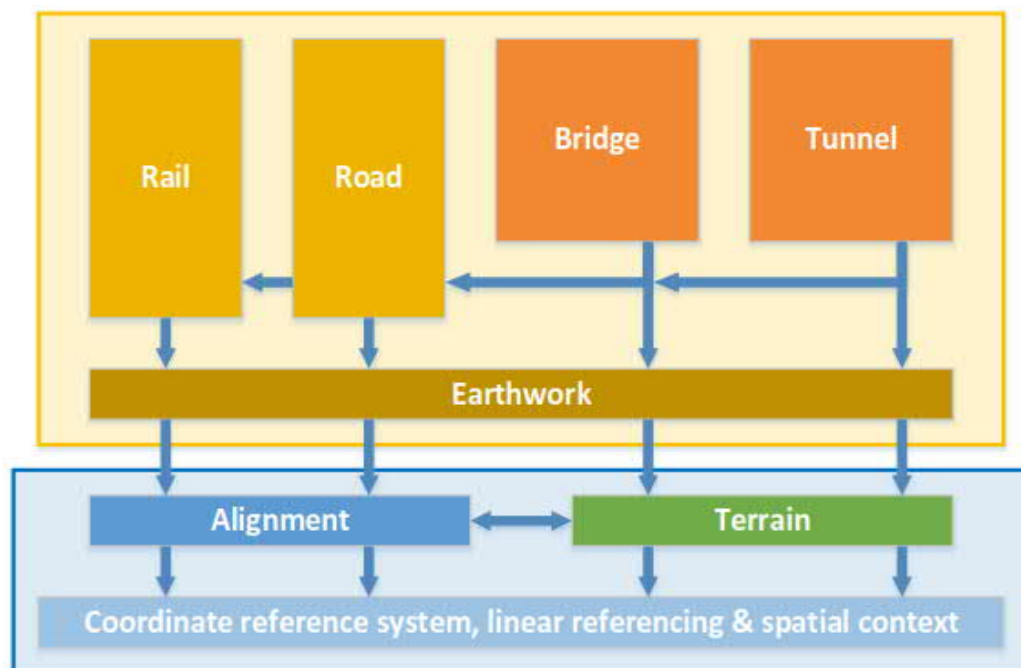 Rail
Road
Bridge
Tunnel
Earthwork
Alignment
Terrain
Coordinate reference system, linear referencing & spatial context